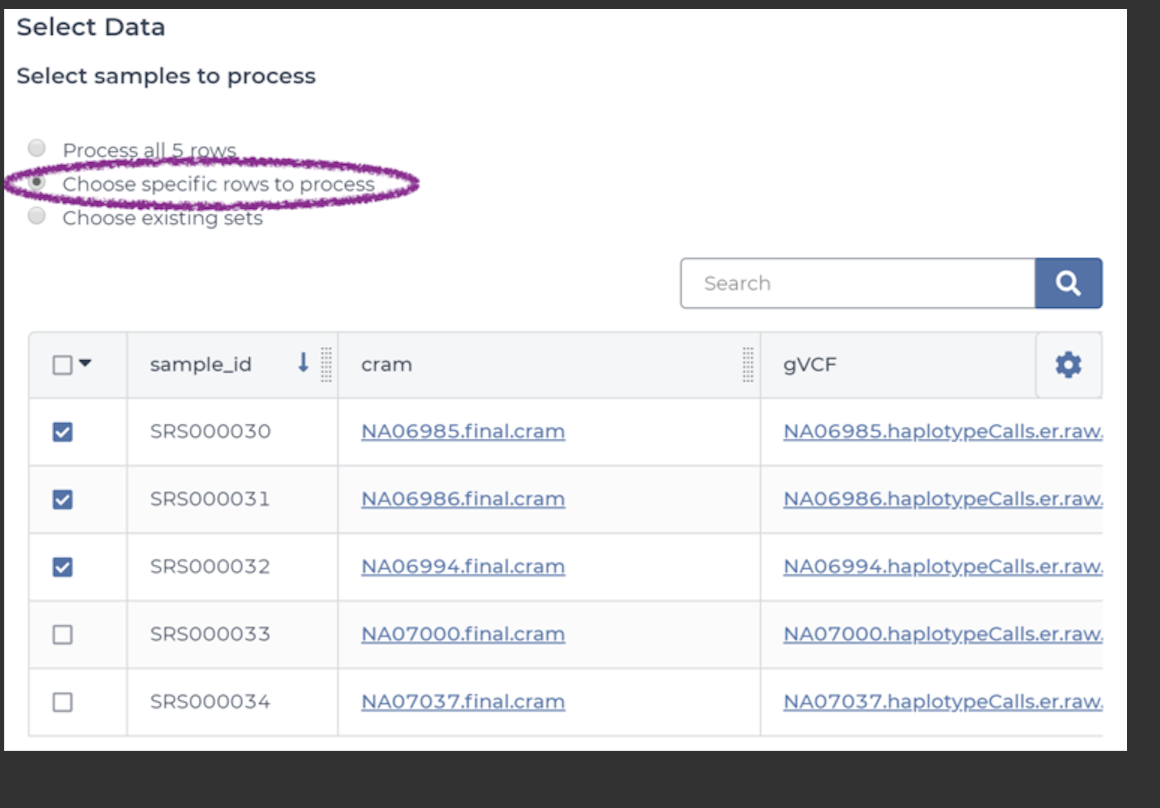 Select Data
Select samples to process
Process all 5 rows
Choose specific rows to process
Choose existing sets
Search
sample_id cram gVCF
SRS000030 NA06985.final.cram NA06985.haplotypeCalls.er.raw.
SRS000031 NA06986.final.cram NA06986.haplotypeCalls.er.raw.
SRS000032 NA06994.final.cram NA06994.haplotypeCalls.er.raw.
SRS000033 NA07000.final.cram NA07000.haplotypeCalls.er.raw.
SRS000034 NA07037.final.cram NA07037.haplotypeCalls.er.raw.